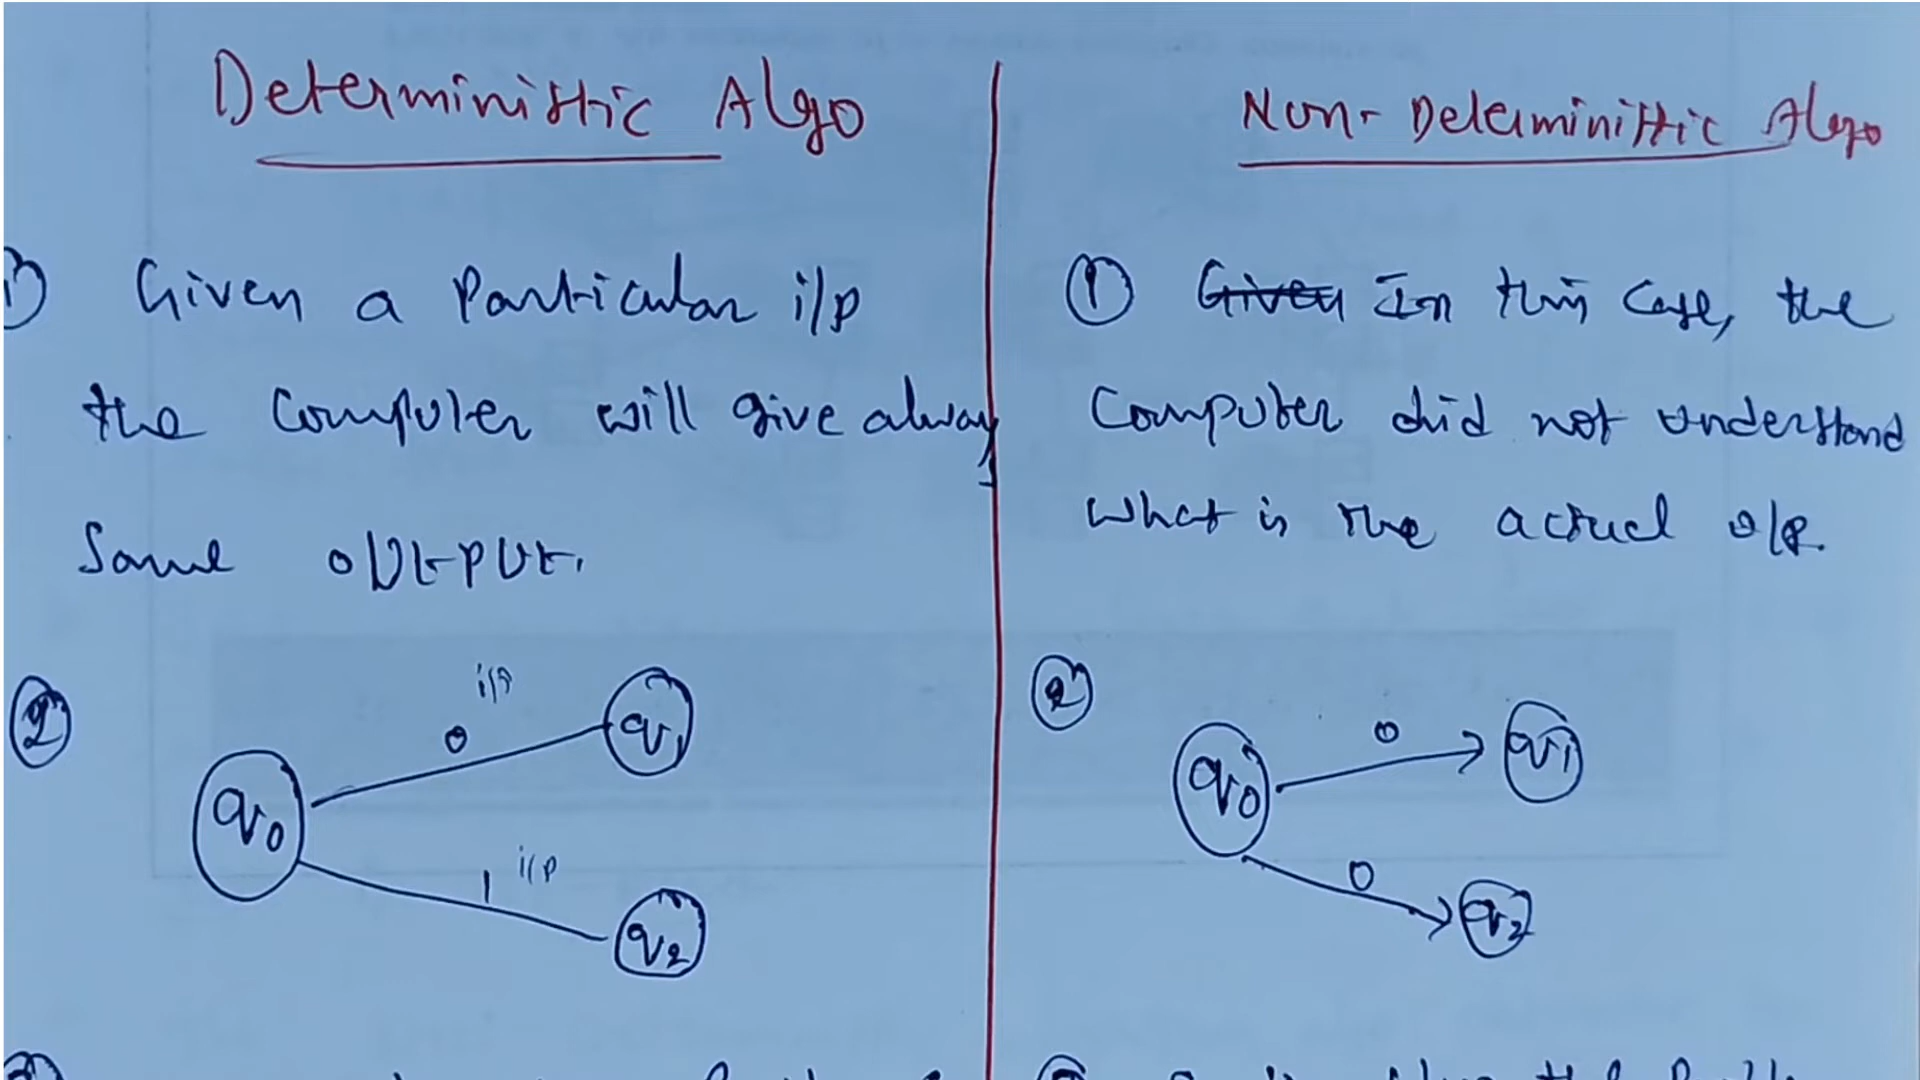 Deterministic Algo
① Given a Particular i/p
the Computer will give always
Same output.
②
i/p
0
q1
q0
1 i/p
q2
Non-Deterministic Algo
① Given In this Case, the
Computer did not understand
What is the actual o/p.
②
0
q1
q0
0
q2